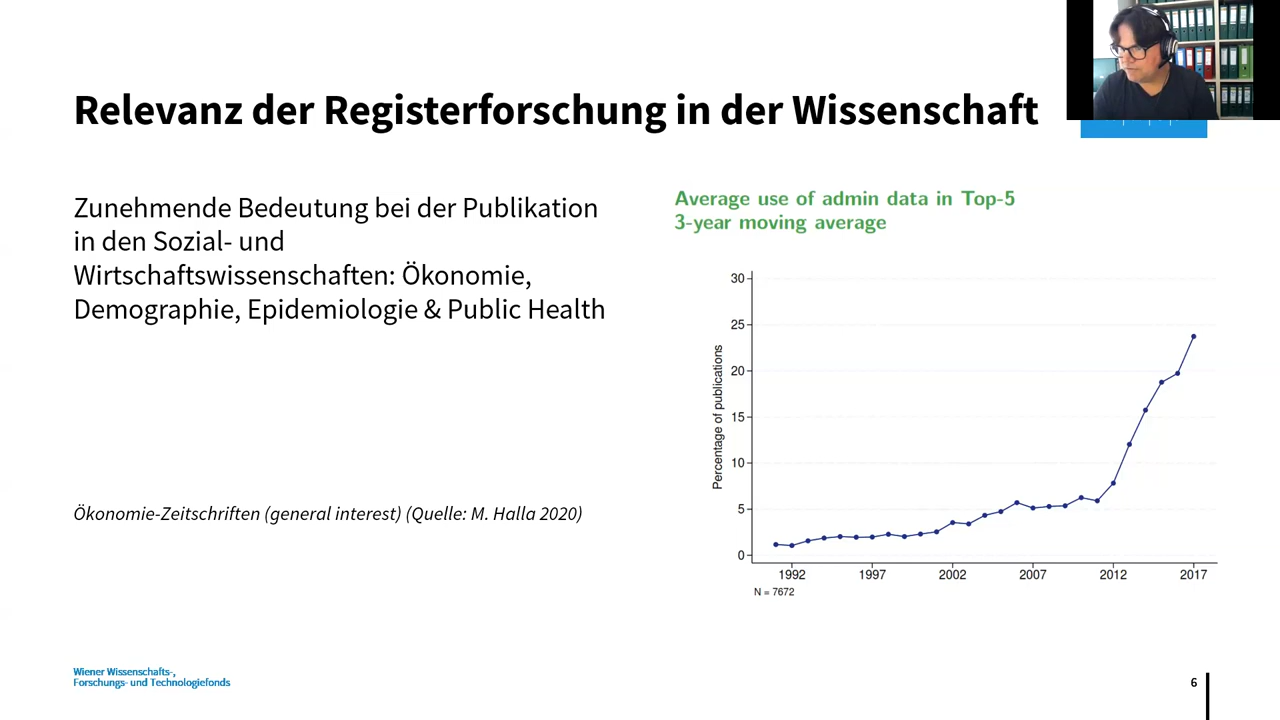 Relevanz der Registerforschung in der Wissenschaft
Zunehmende Bedeutung bei der Publikation
in den Sozial- und
Wirtschaftswissenschaften: Ökonomie,
Demographie, Epidemiologie & Public Health
Ökonomie-Zeitschriften (general interest) (Quelle: M. Halla 2020)
Average use of admin data in Top-5
3-year moving average
Percentage of publications
30
25
20
15
10
5
0
1992 1997 2002 2007 2012 2017
N = 7672
Wiener Wissenschafts-,
Forschungs- und Technologiefonds
6